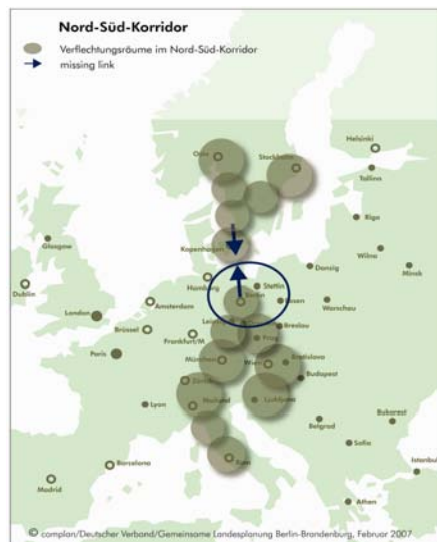 Nord-Süd-Korridor
Verflechtungsräume im Nord-Süd-Korridor
missing link
Helsinki
Oslo
Stockholm
Tallinn
Riga
Glasgow
Kopenhagen
Wilna
Danzig
Minsk
Dublin
Hamburg
Stettin
Berlin
Posen
Amsterdam
Warschau
London
Brüssel
Breslau
Frankfurt/M
Prag
Paris
München
Wien
Bratislava
Budapest
Zürich
Lyon
Mailand
Ljubljana
Bukarest
Belgrad
Sofia
Barcelona
Rom
Istanbul
Madrid
Athen
© complan/Deutscher Verband/Gemeinsame Landesplanung Berlin-Brandenburg, Februar 2007